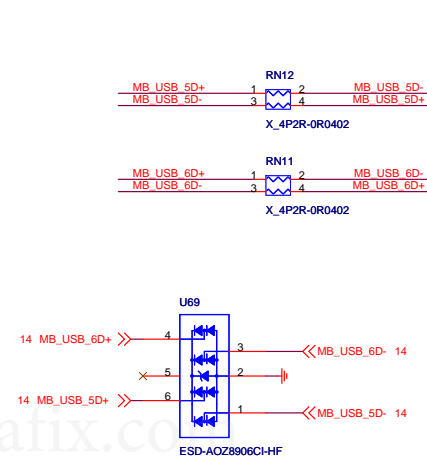 RN12
MB_USB_5D+ 1 2 MB_USB_5D-
MB_USB_5D- 3 4 MB_USB_5D+
X_4P2R-0R0402
RN11
MB_USB_6D+ 1 2 MB_USB_6D-
MB_USB_6D- 3 4 MB_USB_6D+
X_4P2R-0R0402
U69
14 MB_USB_6D+ 4
3 MB_USB_6D- 14
5 2
14 MB_USB_5D+ 6
1 MB_USB_5D- 14
afix.co
ESD-AOZ8906CI-HF